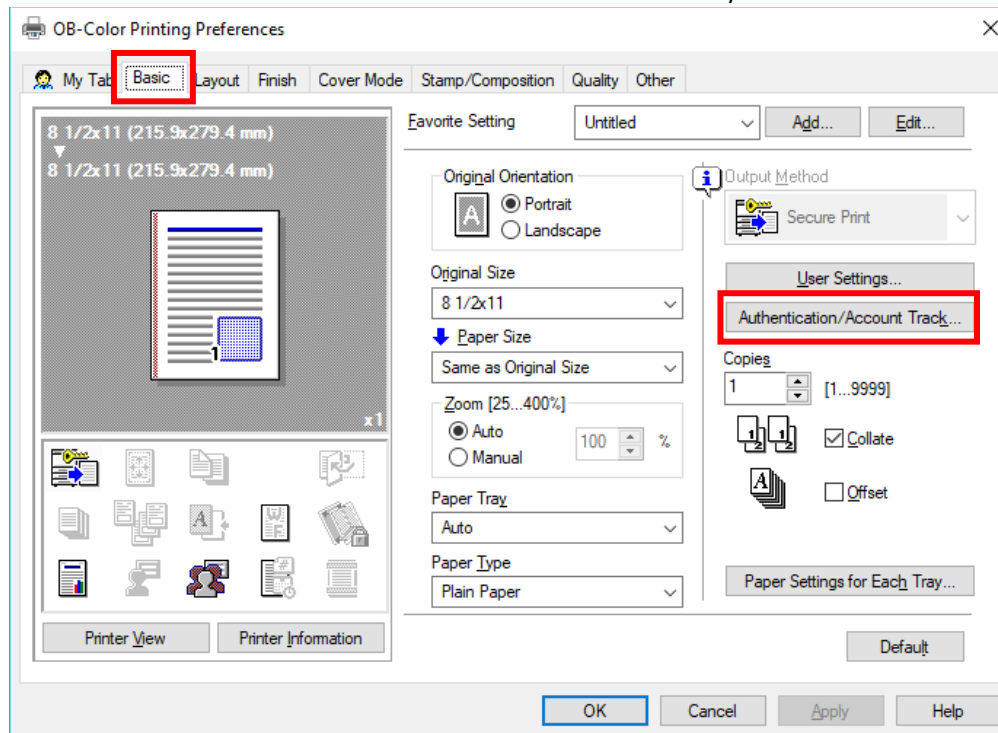 OB-Color Printing Preferences
My Tab Basic Layout Finish Cover Mode Stamp/Composition Quality Other
8 1/2x11 (215.9x279.4 mm)
8 1/2x11 (215.9x279.4 mm)
1
x1
Printer View Printer Information
Favorite Setting Untitled Add... Edit...
Original Orientation
A
Portrait
Landscape
Original Size
8 1/2x11
Paper Size
Same as Original Size
Zoom [25...400%]
Auto
Manual
100 %
Paper Tray
Auto
Paper Type
Plain Paper
Output Method
Secure Print
User Settings...
Authentication/Account Track...
Copies
1 [1...9999]
Collate
Offset
Paper Settings for Each Tray...
Default
OK Cancel Apply Help